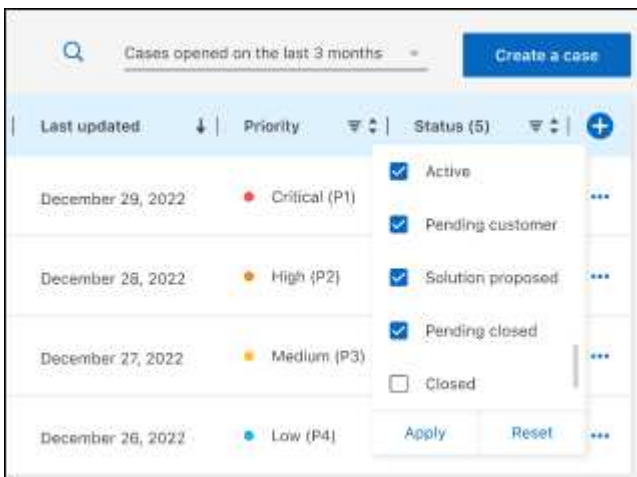 Cases opened on the last 3 months
Create a case
Last updated Priority Status (5)
Active
December 29, 2022 Critical (P1)
Pending customer
December 28, 2022 High (P2) Solution proposed
Pending closed
December 27, 2022 Medium (P3)
Closed
December 26, 2022 Low (P4) Apply Reset